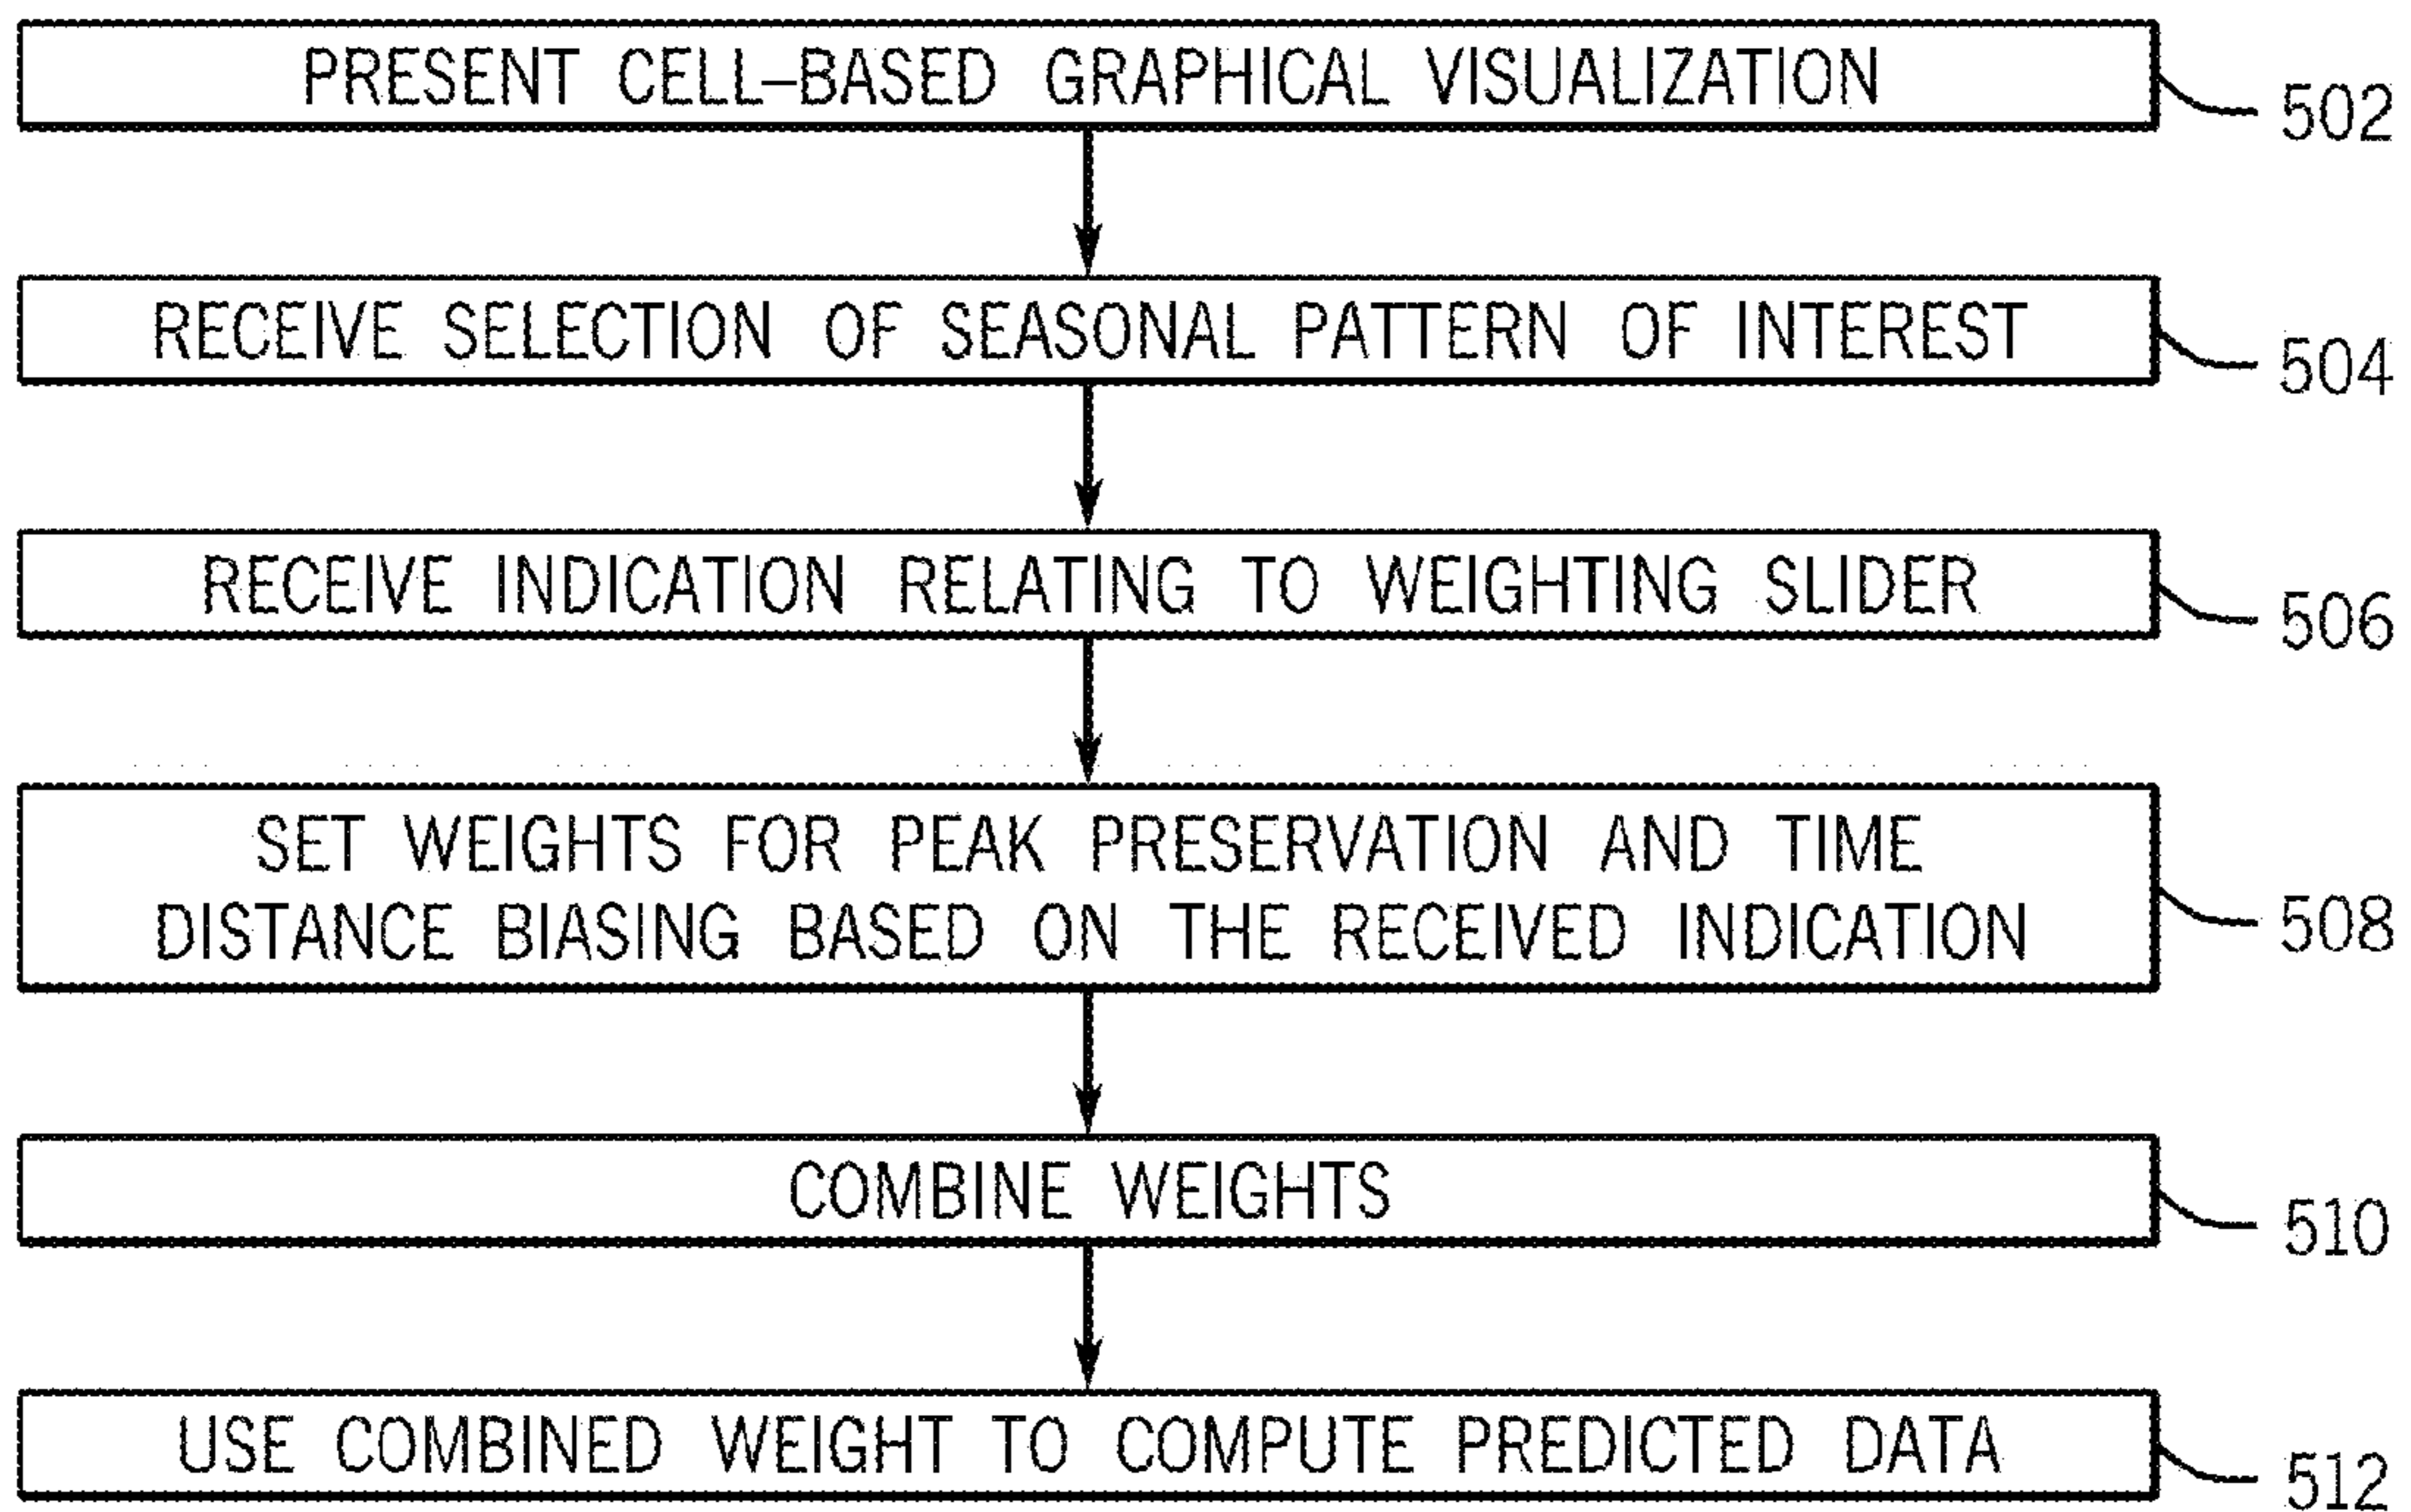 PRESENT CELL-BASED GRAPHICAL VISUALIZATION
502
RECEIVE SELECTION OF SEASONAL PATTERN OF INTEREST
504
RECEIVE INDICATION RELATING TO WEIGHTING SLIDER
506
SET WEIGHTS FOR PEAK PRESERVATION AND TIME
DISTANCE BIASING BASED ON THE RECEIVED INDICATION
508
COMBINE WEIGHTS
510
USE COMBINED WEIGHT TO COMPUTE PREDICTED DATA
512